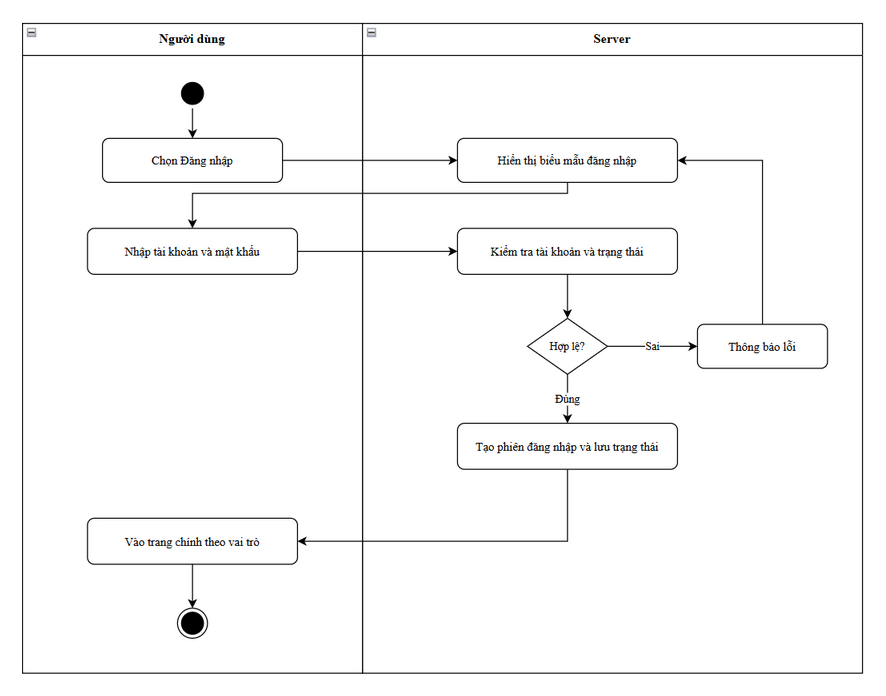 Người dùng
Server
Chọn Đăng nhập
Hiển thị biểu mẫu đăng nhập
Nhập tài khoản và mật khẩu
Kiểm tra tài khoản và trạng thái
Hợp lệ?
Sai
Thông báo lỗi
Đúng
Tạo phiên đăng nhập và lưu trạng thái
Vào trang chính theo vai trò